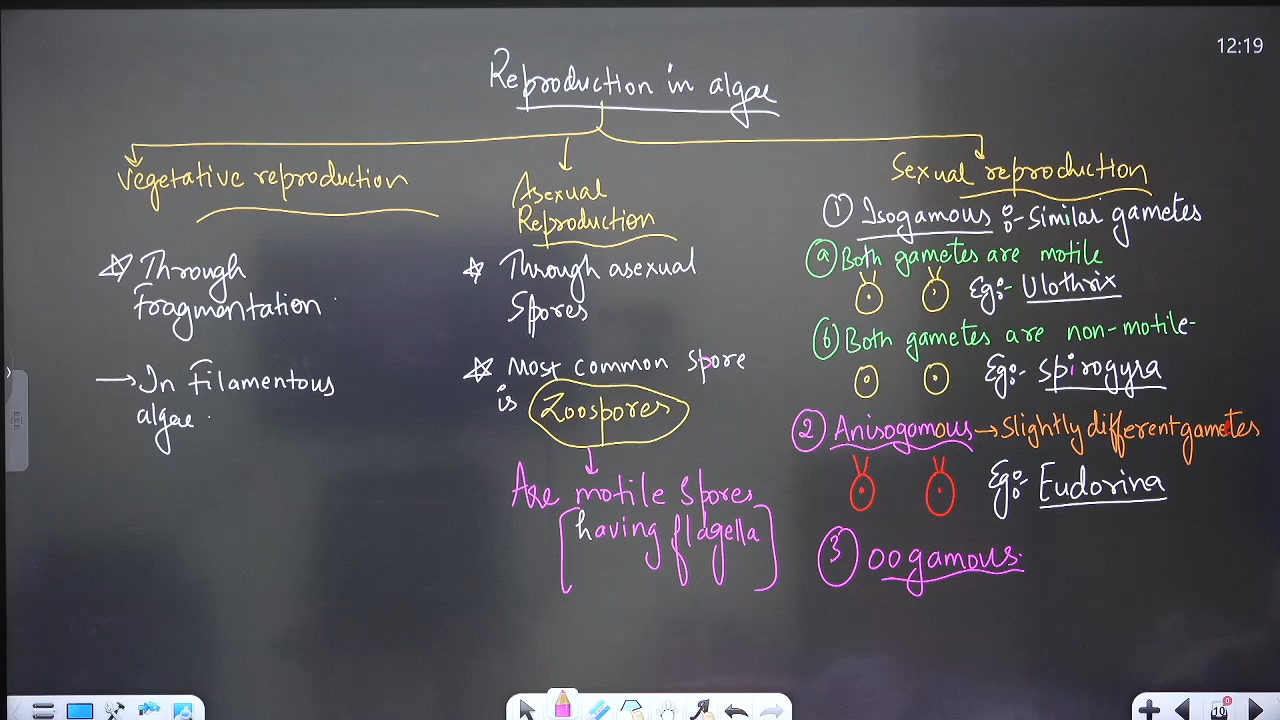 12:19
Reproduction in algae
Vegetative reproduction
☆ Through
Fragmentation
→ In Filamentous
algae.
Asexual
Reproduction
☆ Through asexual
Spores
☆ Most common spore
is Zoospores
Are motile spores
[having flagella]
Sexual reproduction
① Isogamous :- Similar gametes
ⓐ Both gametes are motile
Eg:- Ulothrix
ⓑ Both gametes are non-motile-
Eg:- Spirogyra
② Anisogamous → Slightly different gametes
Eg: Eudorina
③ Oogamous.
10